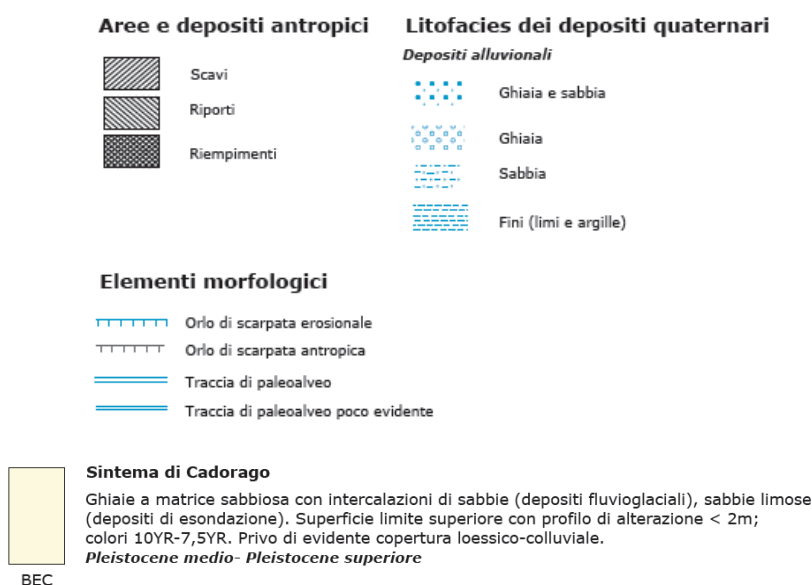 Aree e depositi antropici
Scavi
Riporti
Riempimenti
Litofacies dei depositi quaternari
Depositi alluvionali
Ghiaia e sabbia
Ghiaia
Sabbia
Fini (limi e argille)
Elementi morfologici
Orlo di scarpata erosionale
Orlo di scarpata antropica
Traccia di paleoalveo
Traccia di paleoalveo poco evidente
Sintema di Cadorago
Ghiaie a matrice sabbiosa con intercalazioni di sabbie (depositi fluvioglaciali), sabbie limose
(depositi di esondazione). Superficie limite superiore con profilo di alterazione < 2m;
colori 10YR-7,5YR. Privo di evidente copertura loessico-colluviale.
Pleistocene medio- Pleistocene superiore
BEC